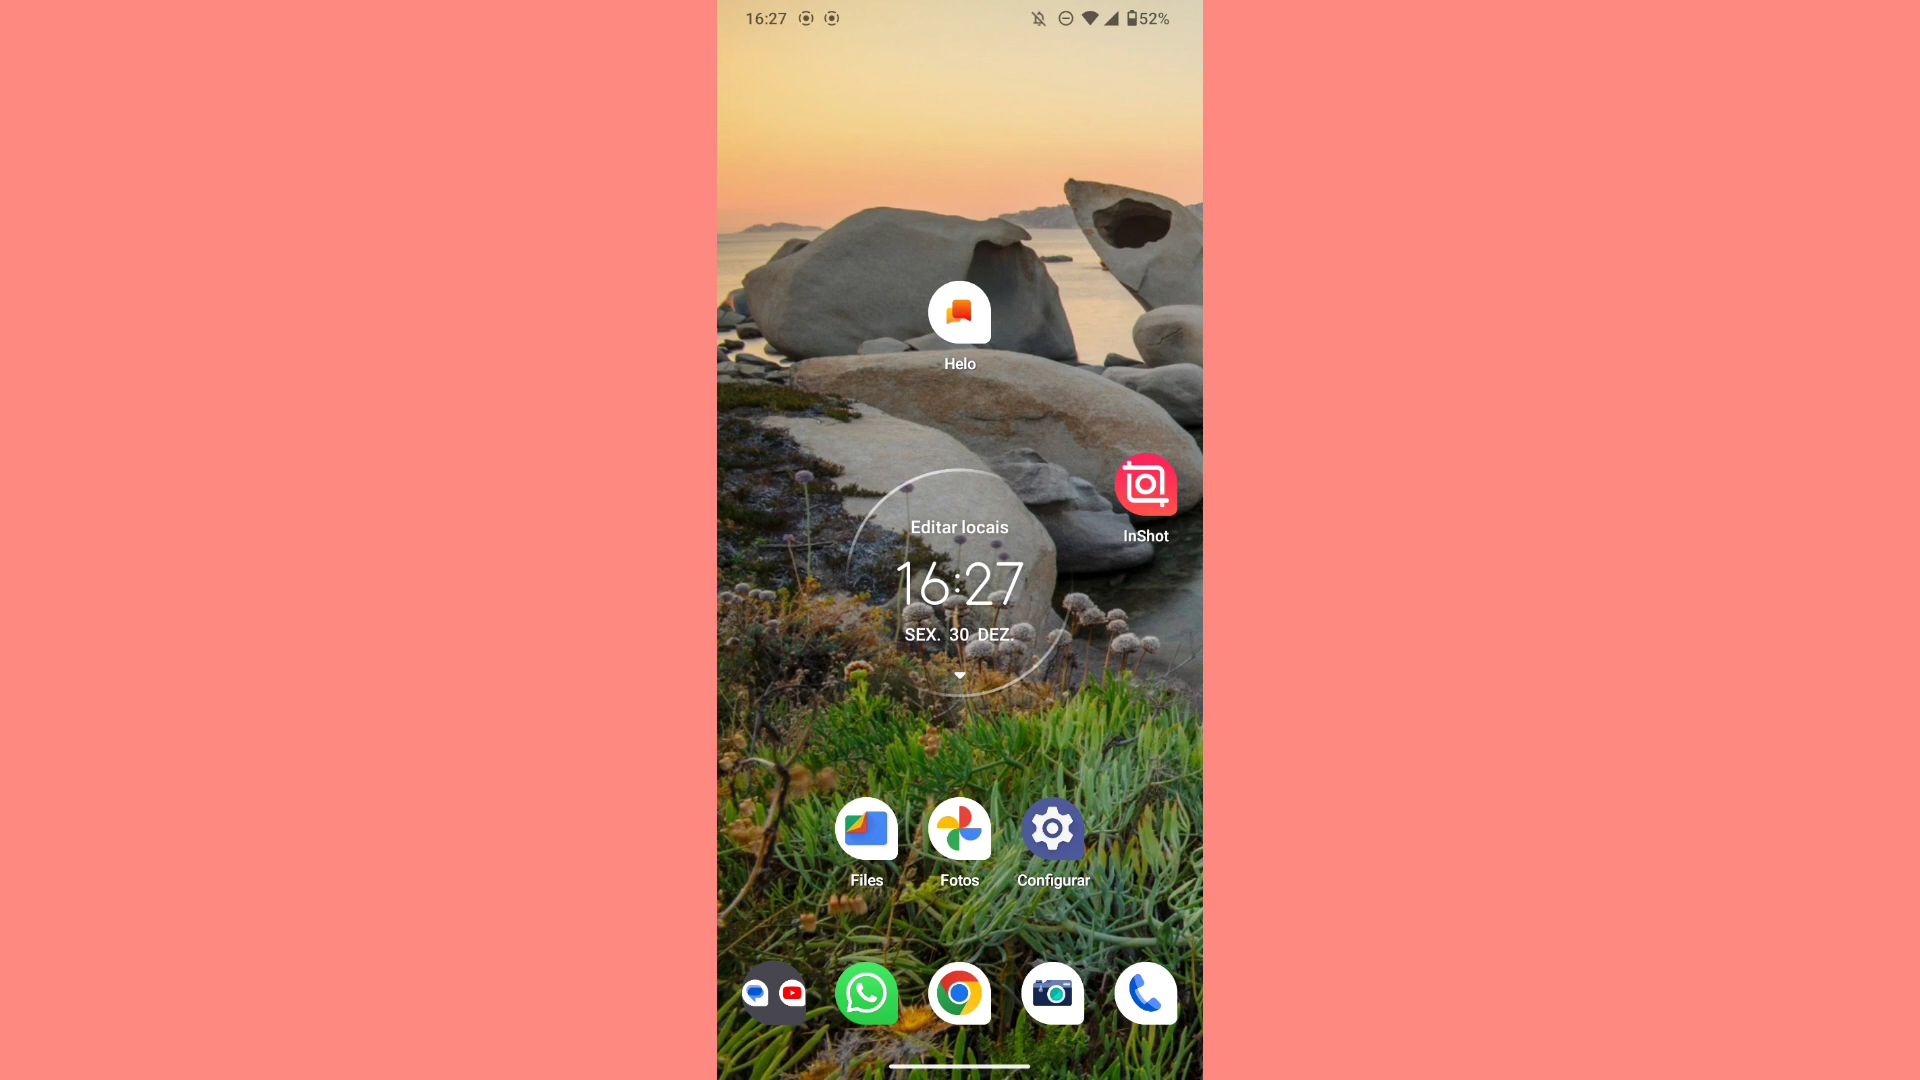 16:27
52%
Helo
InShot
Editar locais
16:27
SEX. 30 DEZ.
Files
Fotos
Configurar